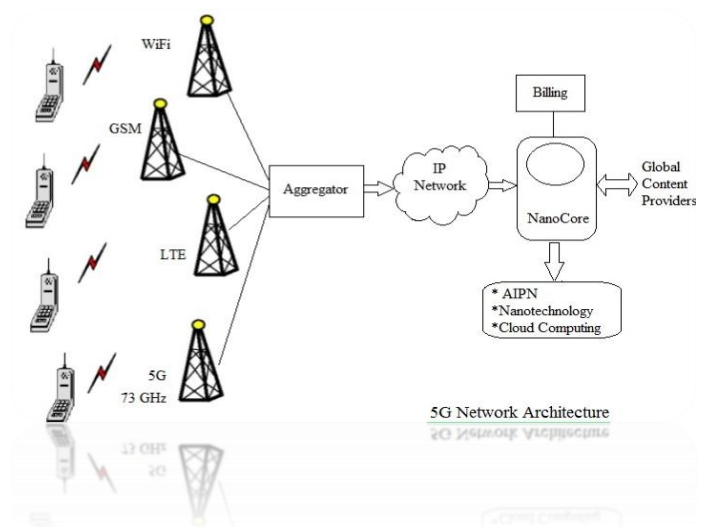 WiFi
GSM
LTE
5G
73 GHz
Aggregator
IP
Network
Billing
NanoCore
Global
Content
Providers
* AIPN
*Nanotechnology
*Cloud Computing
5G Network Architecture